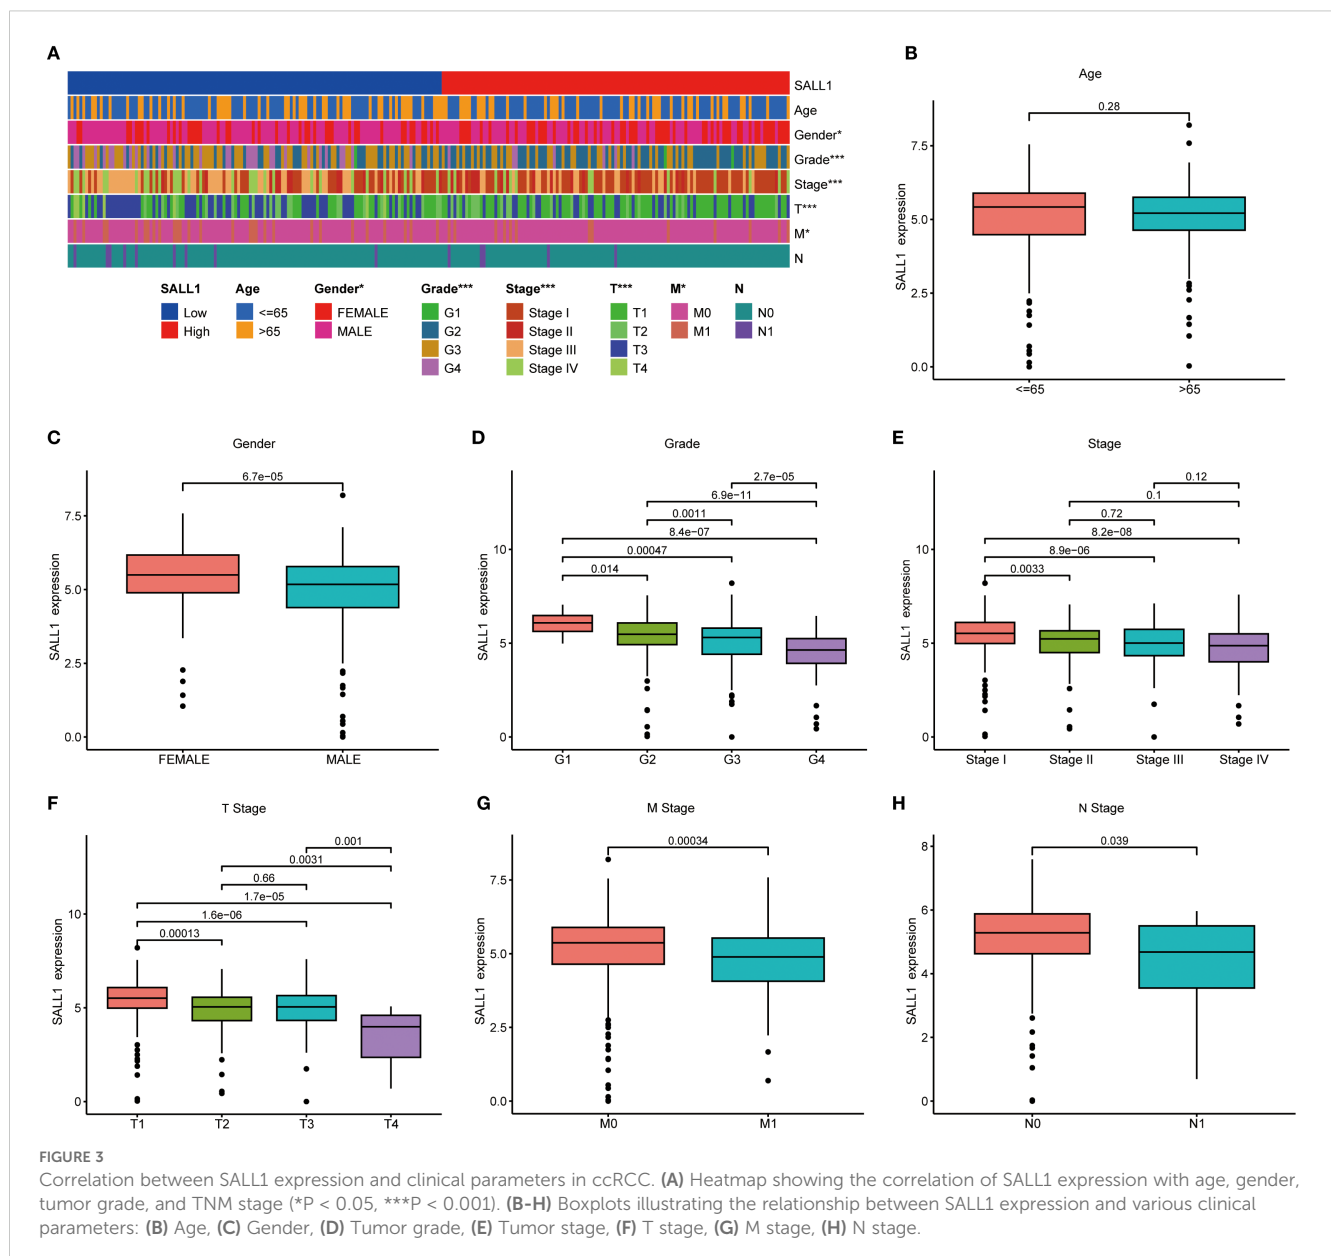 A
SALL1
Age
Gender*
Grade***
Stage***
T***
M*
N
SALL1
Low
High
Age
<=65
>65
Gender*
FEMALE
MALE
Grade***
G1
G2
G3
G4
Stage***
Stage I
Stage II
Stage III
Stage IV
T***
T1
T2
T3
T4
M*
M0
M1
N
N0
N1
B
Age
0.28
7.5
5.0
2.5
0.0
SALL1 expression
<=65
>65
C
Gender
6.7e−05
7.5
5.0
2.5
0.0
SALL1 expression
FEMALE
MALE
D
Grade
2.7e−05
6.9e−11
0.0011
8.4e−07
0.00047
0.014
10
5
0
SALL1 expression
G1
G2
G3
G4
E
Stage
0.12
0.1
0.72
8.2e−08
8.9e−06
0.0033
10
5
0
SALL1 expression
Stage I
Stage II
Stage III
Stage IV
F
T Stage
0.001
0.0031
0.66
1.7e−05
1.6e−06
0.00013
10
5
0
SALL1 expression
T1
T2
T3
T4
G
M Stage
0.00034
7.5
5.0
2.5
0.0
SALL1 expression
M0
M1
H
N Stage
0.039
8
6
4
2
0
SALL1 expression
N0
N1
FIGURE 3
Correlation between SALL1 expression and clinical parameters in ccRCC. (A) Heatmap showing the correlation of SALL1 expression with age, gender,
tumor grade, and TNM stage (*P < 0.05, ***P < 0.001). (B-H) Boxplots illustrating the relationship between SALL1 expression and various clinical
parameters: (B) Age, (C) Gender, (D) Tumor grade, (E) Tumor stage, (F) T stage, (G) M stage, (H) N stage.